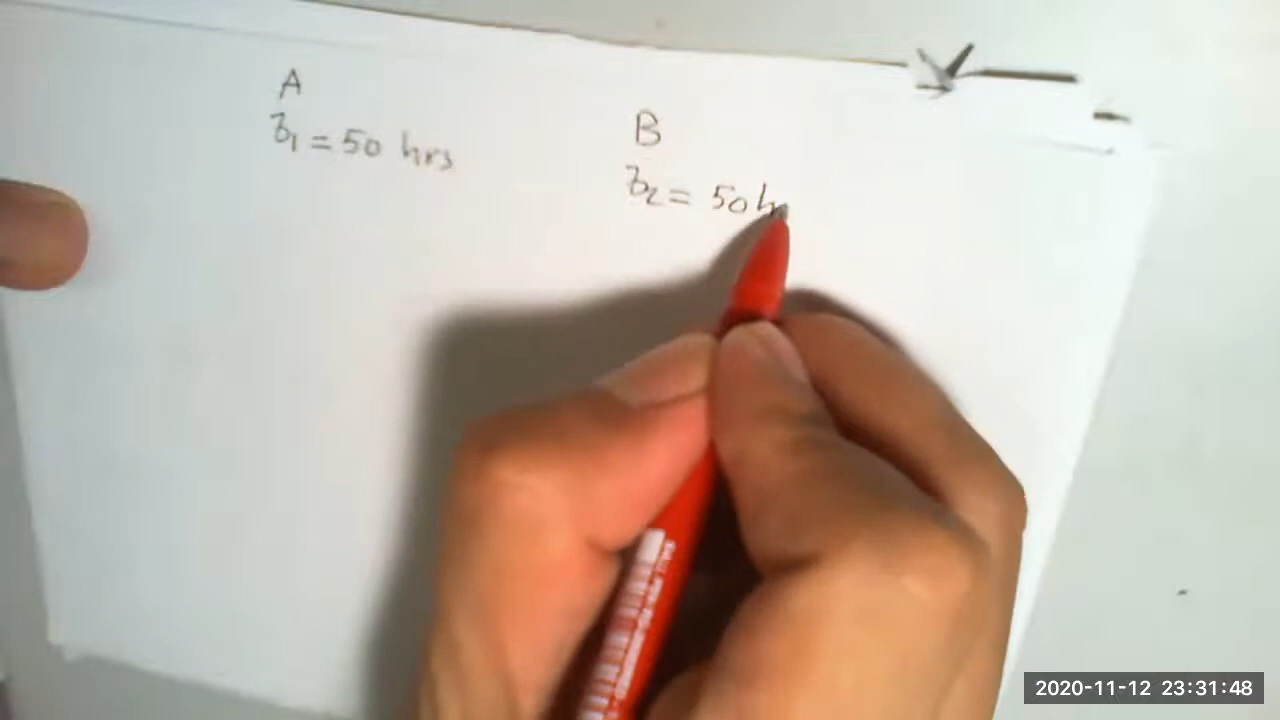 A
z₁ = 50 hrs
B
z₂ = 50 h
2020-11-12 23:31:48